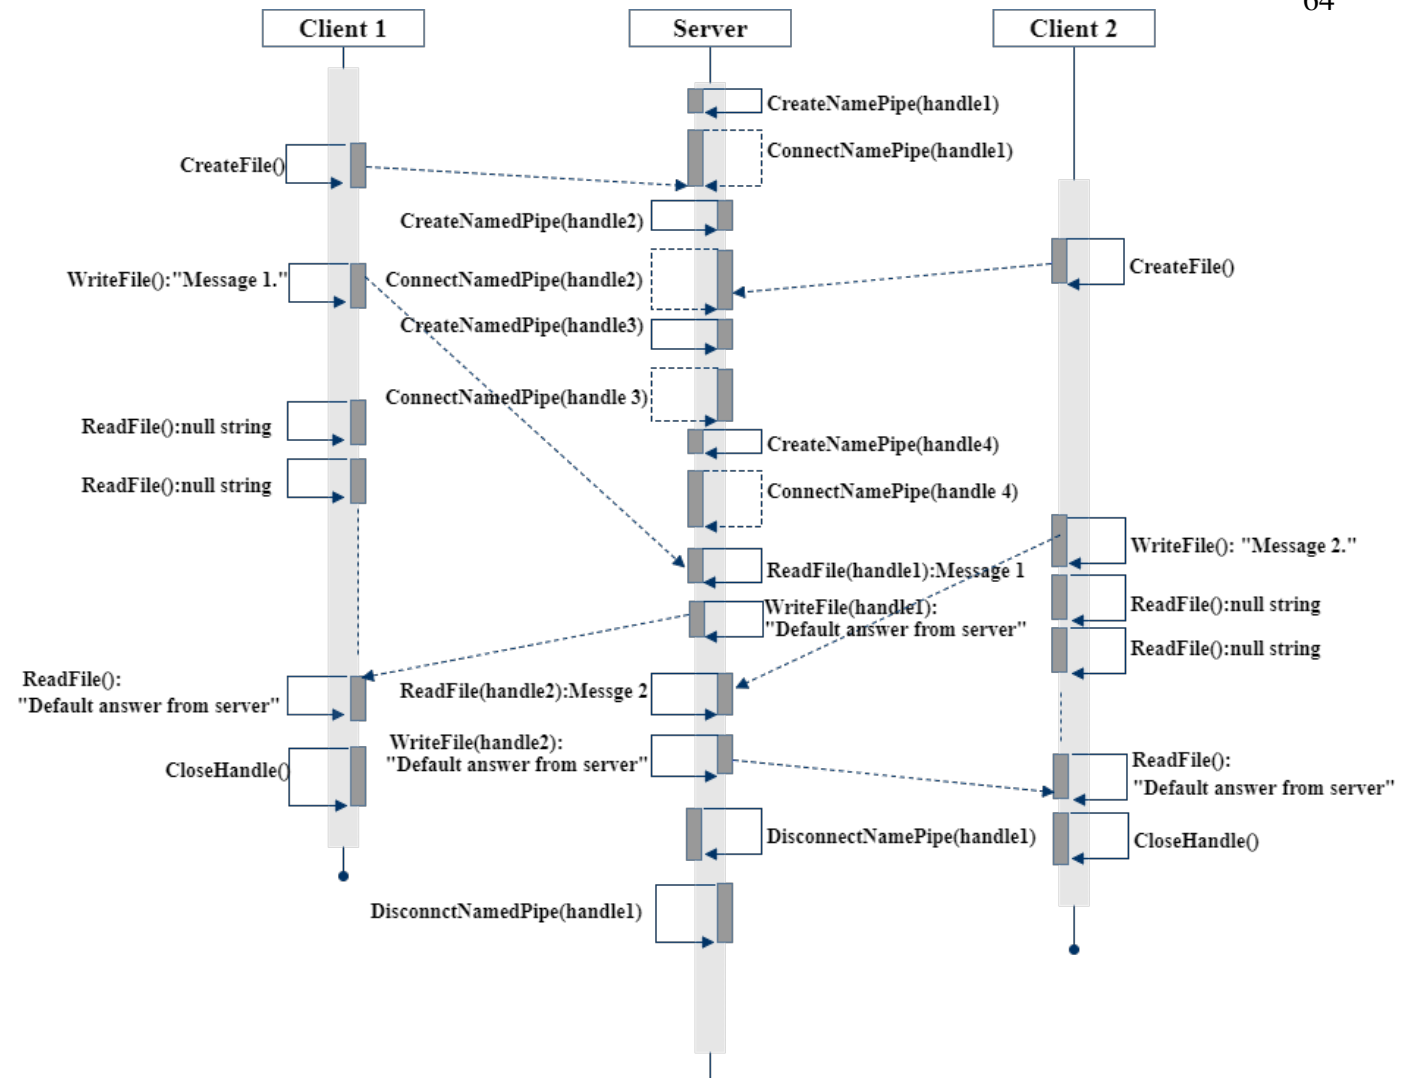 64
Client 1
Server
Client 2
CreateNamePipe(handle1)
ConnectNamePipe(handle1)
CreateFile()
CreateNamedPipe(handle2)
CreateFile()
WriteFile():"Message 1."
ConnectNamedPipe(handle2)
CreateNamedPipe(handle3)
ConnectNamedPipe(handle 3)
ReadFile():null string
CreateNamePipe(handle4)
ReadFile():null string
ConnectNamePipe(handle 4)
WriteFile(): "Message 2."
ReadFile(handle1):Message 1
ReadFile():null string
WriteFile(handle1):
"Default answer from server"
ReadFile():null string
ReadFile():
"Default answer from server"
ReadFile(handle2):Messge 2
WriteFile(handle2):
"Default answer from server"
ReadFile():
"Default answer from server"
CloseHandle()
DisconnectNamePipe(handle1)
CloseHandle()
DisconnctNamedPipe(handle1)